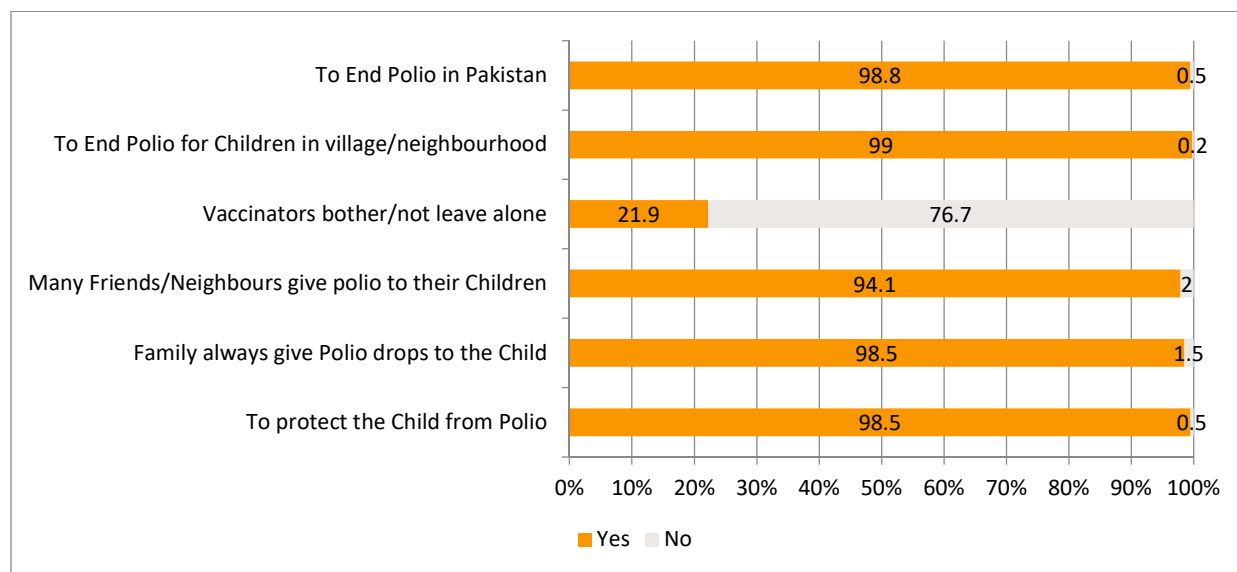 To End Polio in Pakistan 98.8 0.5
To End Polio for Children in village/neighbourhood 99 0.2
Vaccinators bother/not leave alone 21.9 76.7
Many Friends/Neighbours give polio to their Children 94.1 2
Family always give Polio drops to the Child 98.5 1.5
To protect the Child from Polio 98.5 0.5
0% 10% 20% 30% 40% 50% 60% 70% 80% 90% 100%
Yes No